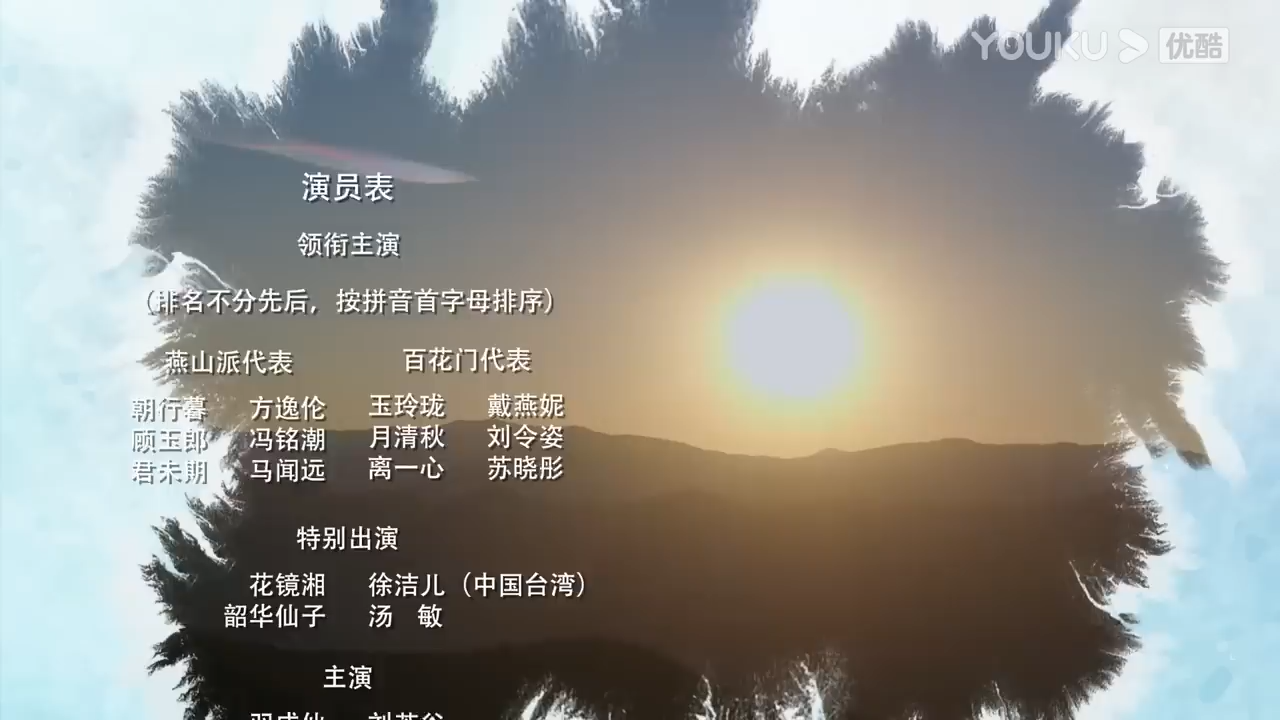 YOUKU 优酷
演员表
领衔主演
（排名不分先后，按拼音首字母排序）
燕山派代表 百花门代表
朝行暮 方逸伦 玉玲珑 戴燕妮
顾玉郎 冯铭潮 月清秋 刘令姿
君未期 马闻远 离一心 苏晓彤
特别出演
花镜湘 徐洁儿（中国台湾）
韶华仙子 汤 敏
主演